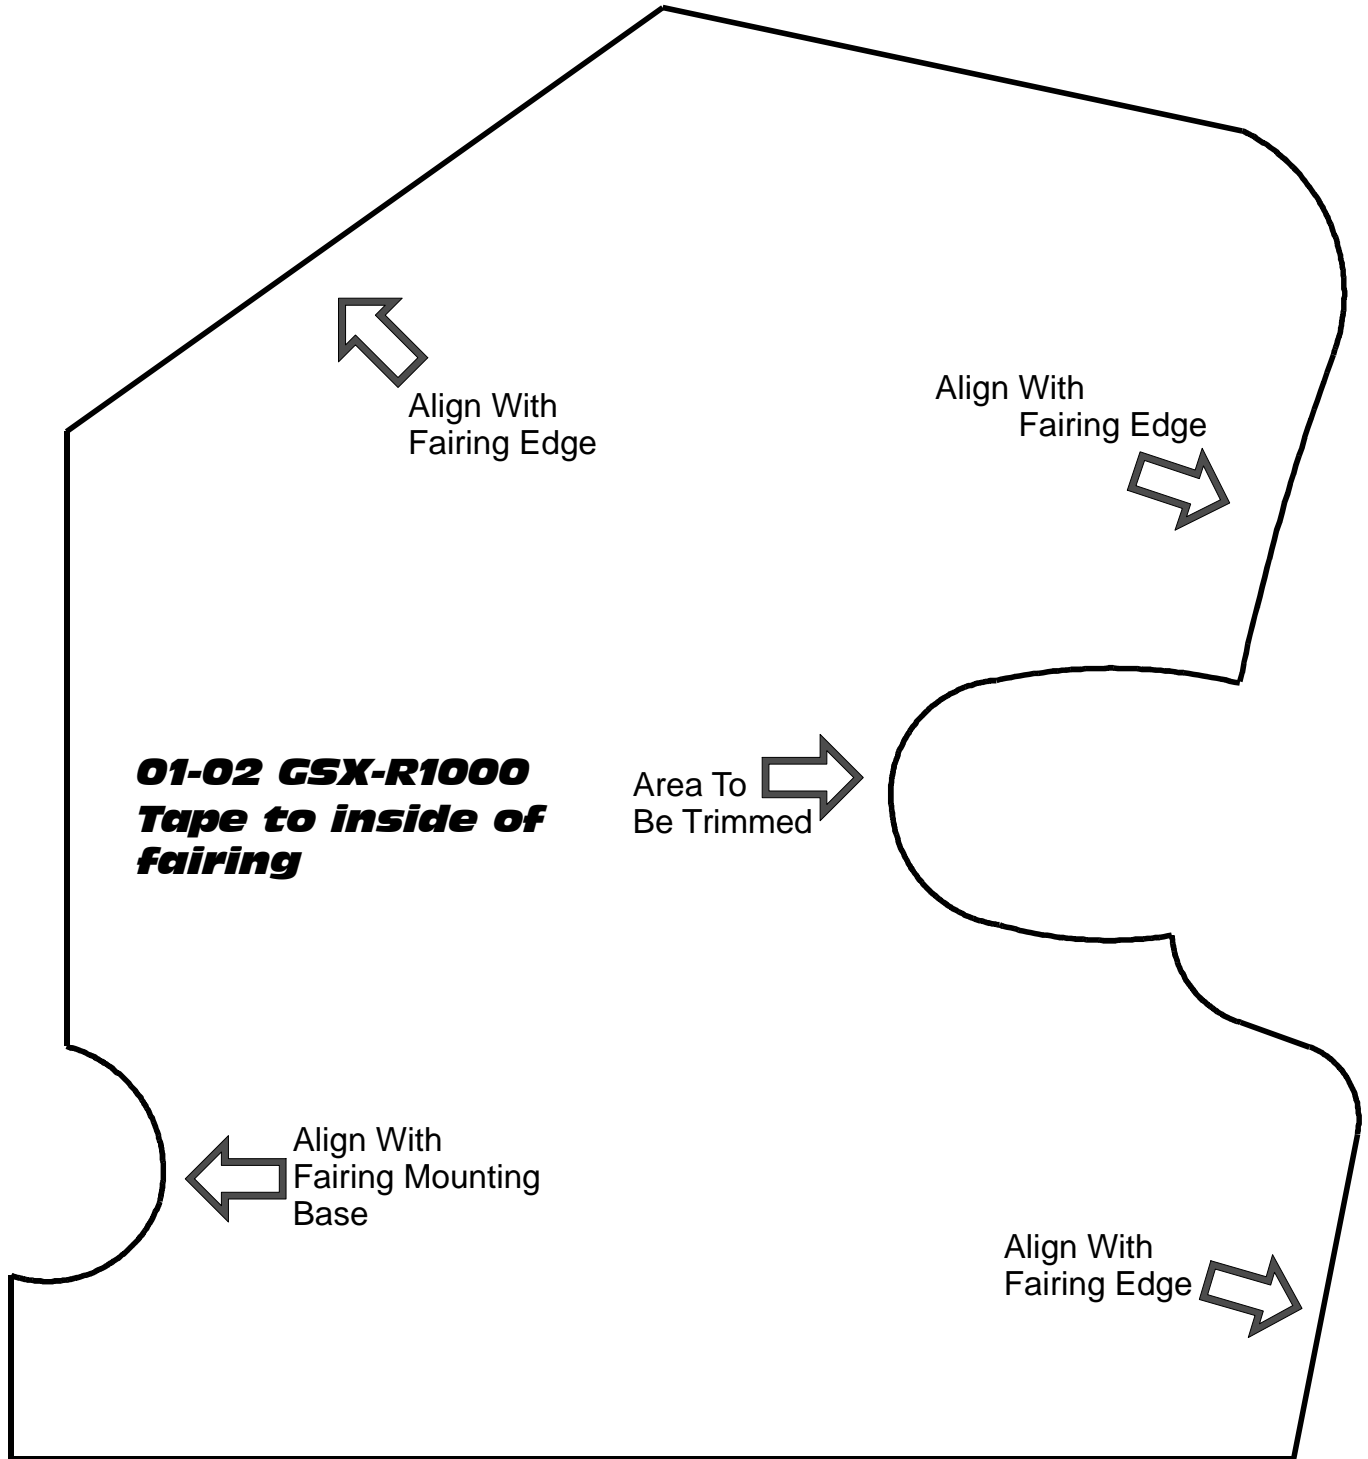 Align With
Fairing Edge
Align With
Fairing Edge
01-02 GSX-R1000
Tape to inside of
fairing
Area To
Be Trimmed
Align With
Fairing Mounting
Base
Align With
Fairing Edge